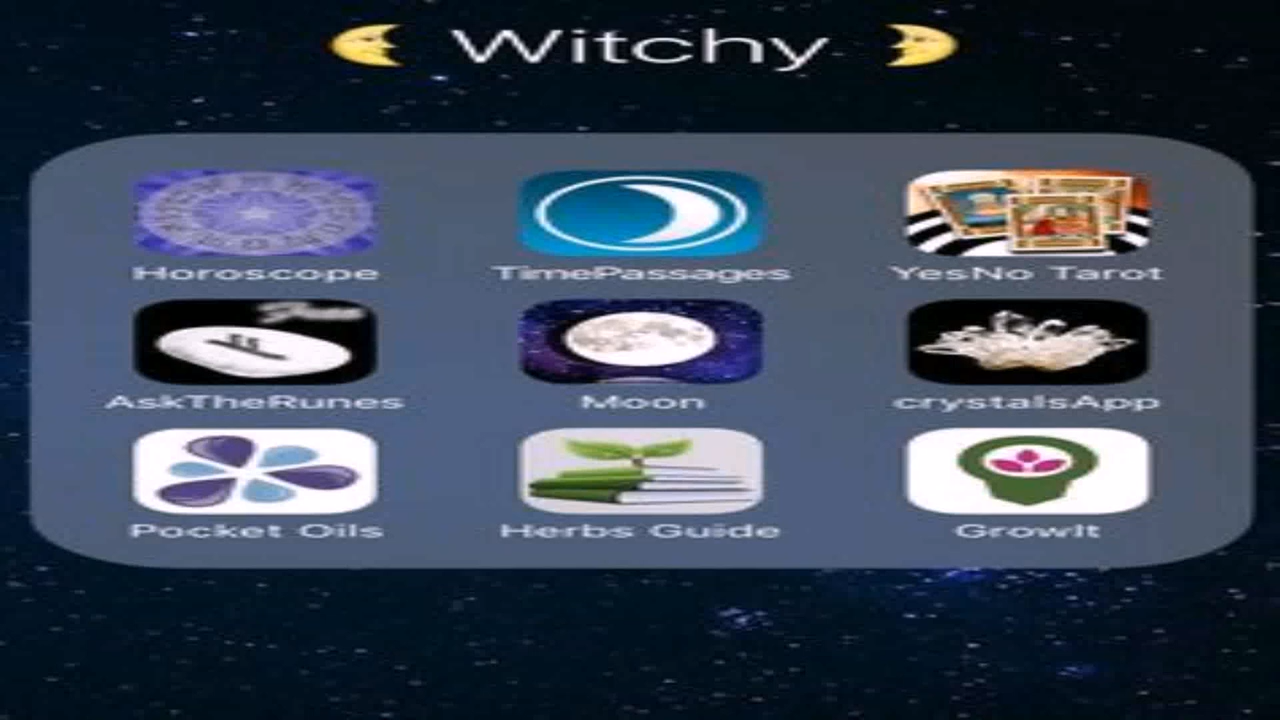 🌜 Witchy 🌛
Horoscope TimePassages YesNo Tarot
AskTheRunes Moon crystalsApp
Pocket Oils Herbs Guide GrowIt